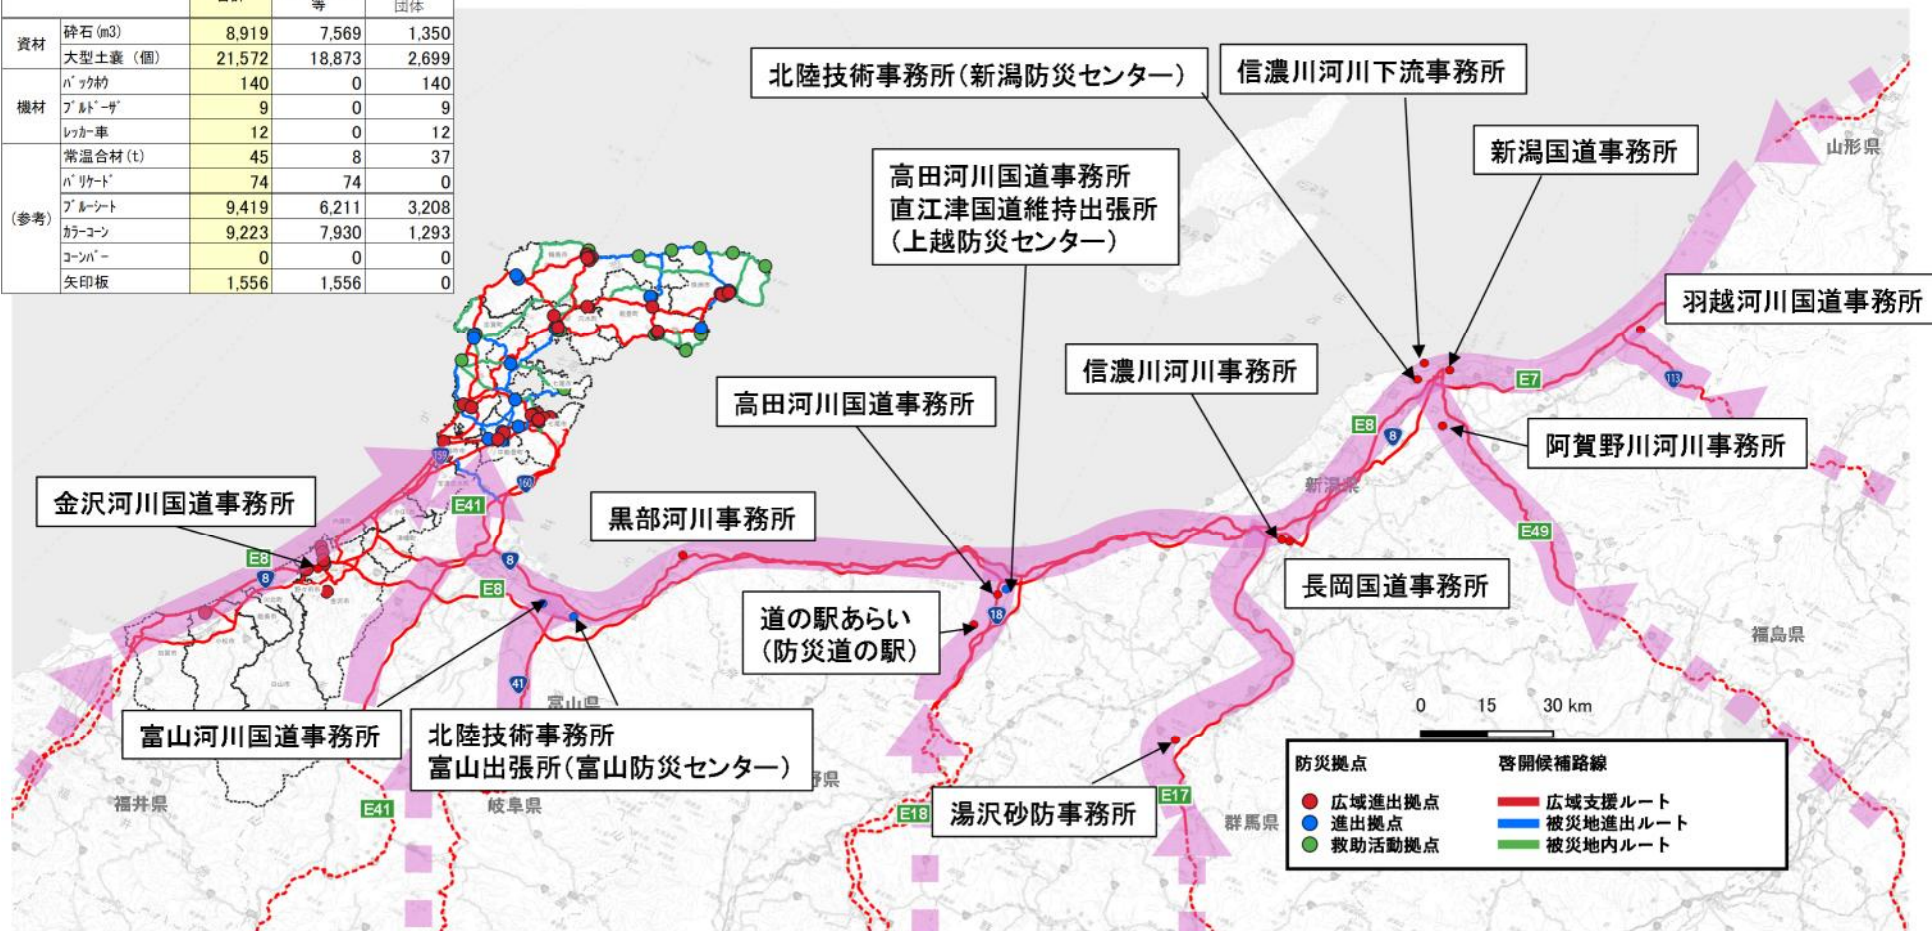 等
団体
資材
砕石(m3) 8,919 7,569 1,350
大型土嚢（個） 21,572 18,873 2,699
機材
ﾊﾞｯｸﾎｳ 140 0 140
ﾌﾞﾙﾄﾞｰｻﾞ 9 0 9
ﾚｯｶｰ車 12 0 12
(参考)
常温合材(t) 45 8 37
ﾊﾞﾘｹｰﾄﾞ 74 74 0
ﾌﾞﾙｰｼｰﾄ 9,419 6,211 3,208
ｶﾗｰｺｰﾝ 9,223 7,930 1,293
ｺｰﾝﾊﾞｰ 0 0 0
矢印板 1,556 1,556 0
北陸技術事務所（新潟防災センター）
信濃川河川下流事務所
新潟国道事務所
山形県
高田河川国道事務所
直江津国道維持出張所
（上越防災センター）
羽越河川国道事務所
信濃川河川事務所
高田河川国道事務所
E7
113
E8
8
阿賀野川河川事務所
新潟県
159
160
E41
金沢河川国道事務所
黒部河川事務所
E49
E8
8
8
E8
長岡国道事務所
道の駅あらい
（防災道の駅）
18
福島県
41
富山県
富山河川国道事務所
北陸技術事務所
富山出張所（富山防災センター）
野県
0 15 30 km
福井県
E41
岐阜県
E18
湯沢砂防事務所
E17
群馬県
防災拠点
広域進出拠点
進出拠点
救助活動拠点
啓開候補路線
広域支援ルート
被災地進出ルート
被災地内ルート